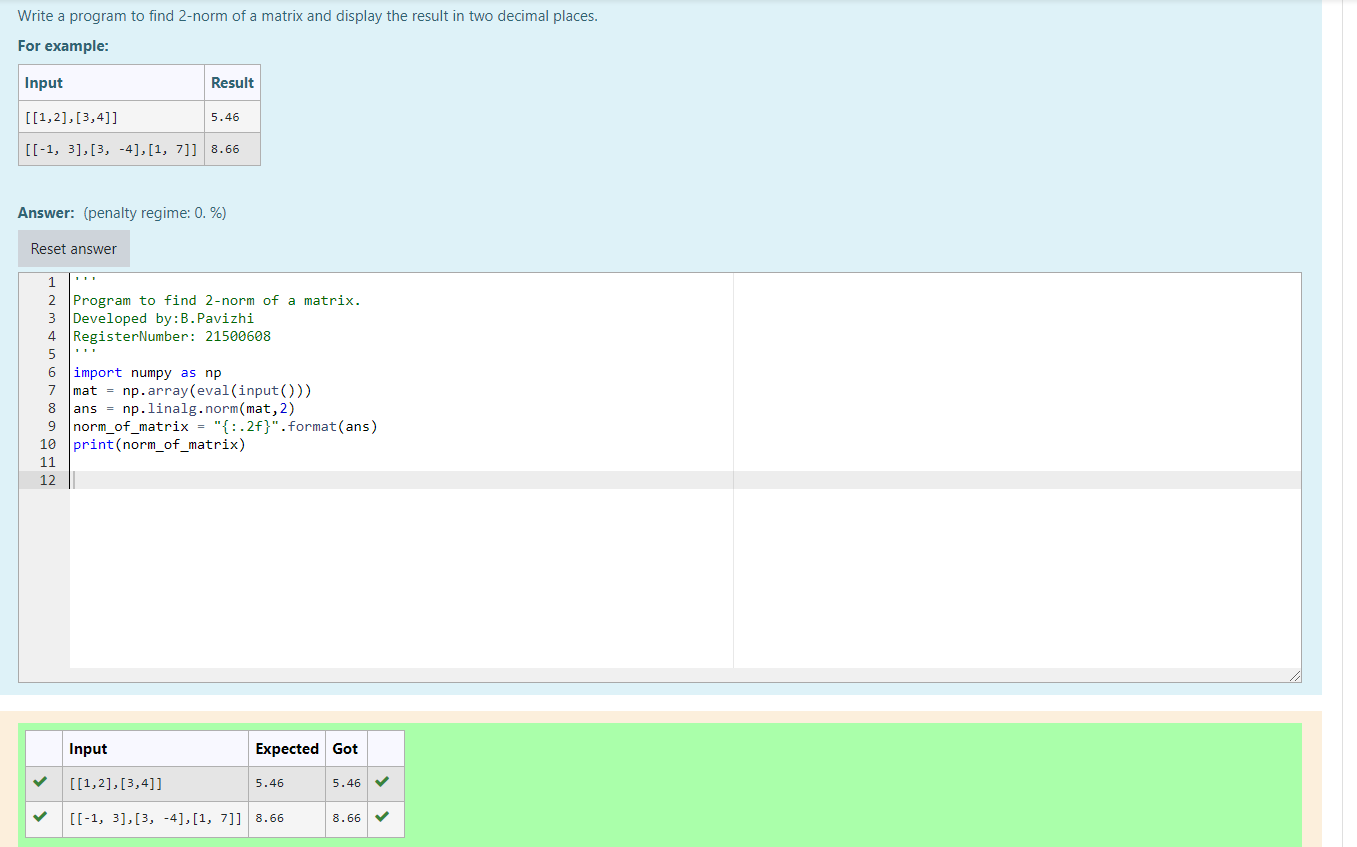 Write a program to find 2-norm of a matrix and display the result in two decimal places.
For example:
Input Result
[[1,2],[3,4]] 5.46
[[-1, 3],[3, -4],[1, 7]] 8.66
Answer: (penalty regime: 0. %)
Reset answer
1 '''
2 Program to find 2-norm of a matrix.
3 Developed by:B.Pavizhi
4 RegisterNumber: 21500608
5 '''
6 import numpy as np
7 mat = np.array(eval(input()))
8 ans = np.linalg.norm(mat,2)
9 norm_of_matrix = "{:.2f}".format(ans)
10 print(norm_of_matrix)
11
12
Input Expected Got
[[1,2],[3,4]] 5.46 5.46
[[-1, 3],[3, -4],[1, 7]] 8.66 8.66